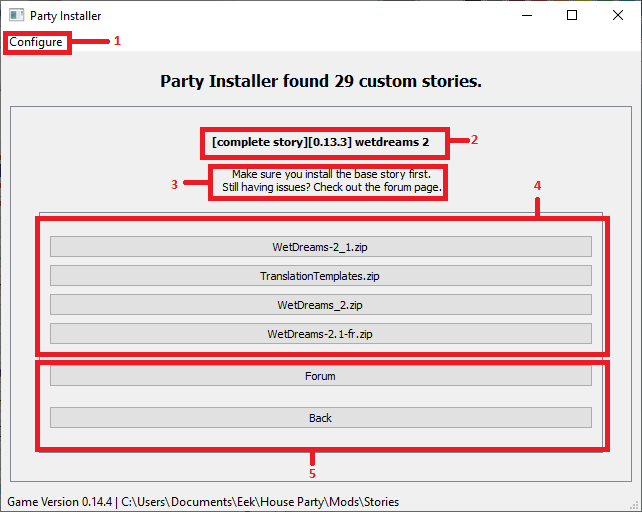 Party Installer
Configure
1
Party Installer found 29 custom stories.
[complete story][0.13.3] wetdreams 2
2
Make sure you install the base story first.
3
Still having issues? Check out the forum page.
4
WetDreams-2_1.zip
TranslationTemplates.zip
WetDreams_2.zip
WetDreams-2.1-fr.zip
Forum
Back
5
Game Version 0.14.4 | C:\Users\Documents\Eek\House Party\Mods\Stories